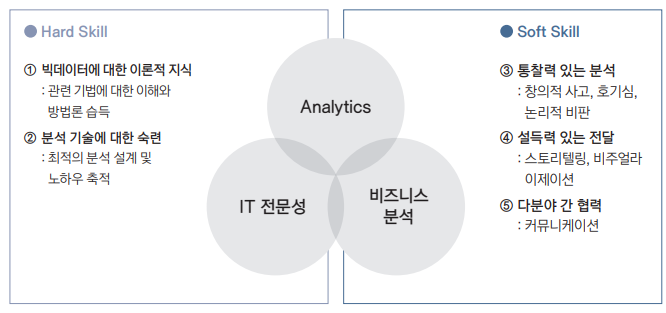 Hard Skill
① 빅데이터에 대한 이론적 지식
: 관련 기법에 대한 이해와
방법론 습득
② 분석 기술에 대한 숙련
: 최적의 분석 설계 및
노하우 축적
Analytics
IT 전문성
비즈니스
분석
Soft Skill
③ 통찰력 있는 분석
: 창의적 사고, 호기심,
논리적 비판
④ 설득력 있는 전달
: 스토리텔링, 비주얼라
이제이션
⑤ 다분야 간 협력
: 커뮤니케이션